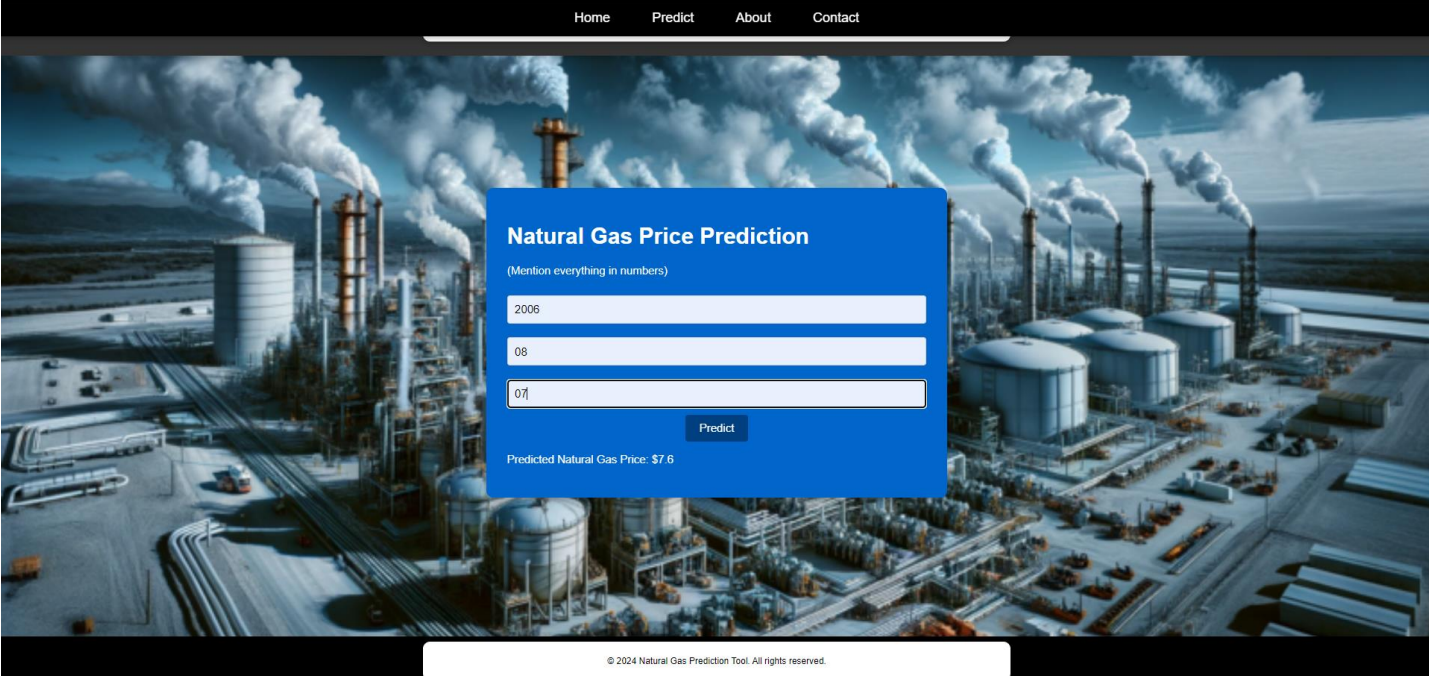 Home Predict About Contact
Natural Gas Price Prediction
(Mention everything in numbers)
2006
08
07
Predict
Predicted Natural Gas Price: $7.6
© 2024 Natural Gas Prediction Tool. All rights reserved.